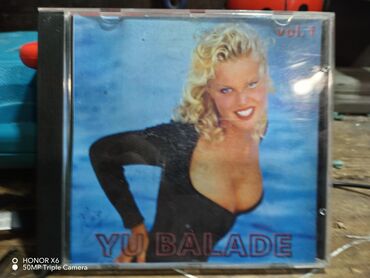 Vol. 1
YU BALADE
HONOR X6
50MP Triple Camera